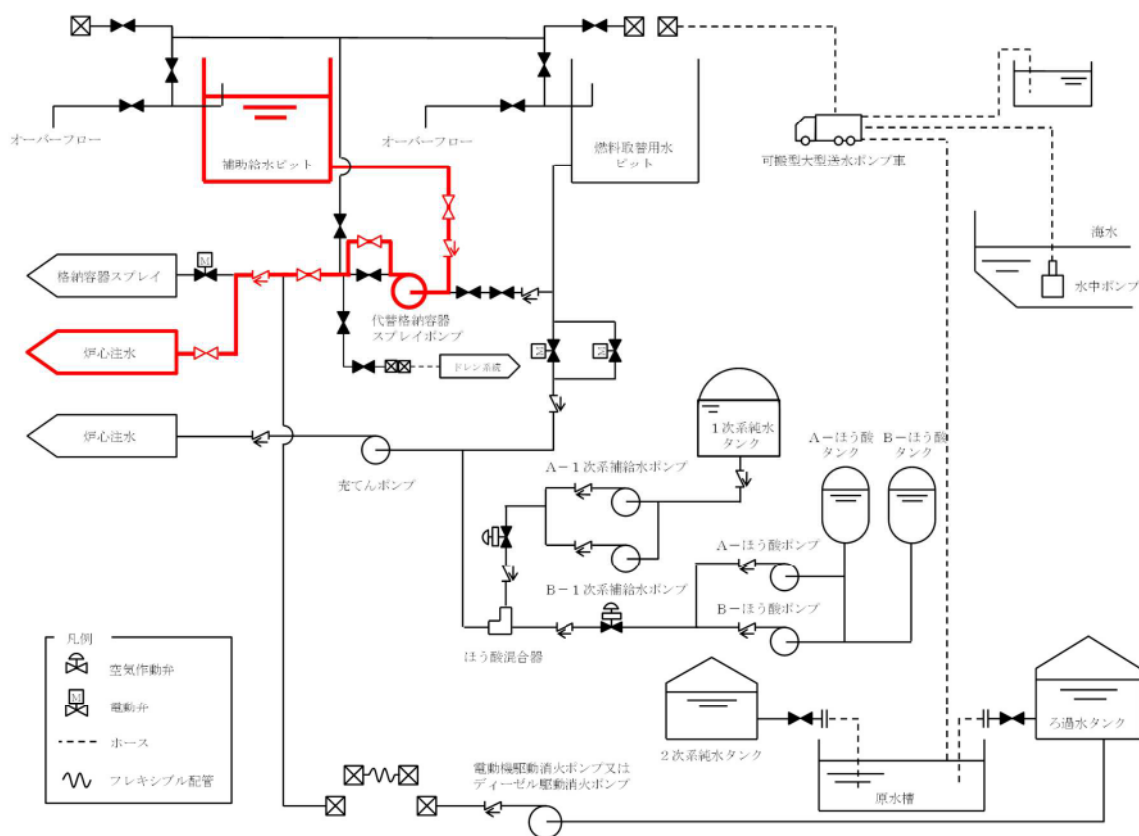 オーバーフロー
補助給水ピット
オーバーフロー
燃料取替用水
ピット
可搬型大型送水ポンプ車
海水
水中ポンプ
格納容器スプレイ
M
代替格納容器
スプレイポンプ
炉心注水
ドレン系統
M
M
炉心注水
充てんポンプ
1次系純水
タンク
A-ほう酸
タンク
B-ほう酸
タンク
A-1次系補給水ポンプ
B-1次系補給水ポンプ
A-ほう酸ポンプ
B-ほう酸ポンプ
ほう酸混合器
凡例
空気作動弁
M
電動弁
ホース
フレキシブル配管
2次系純水タンク
ろ過水タンク
原水槽
電動機駆動消火ポンプ又は
ディーゼル駆動消火ポンプ